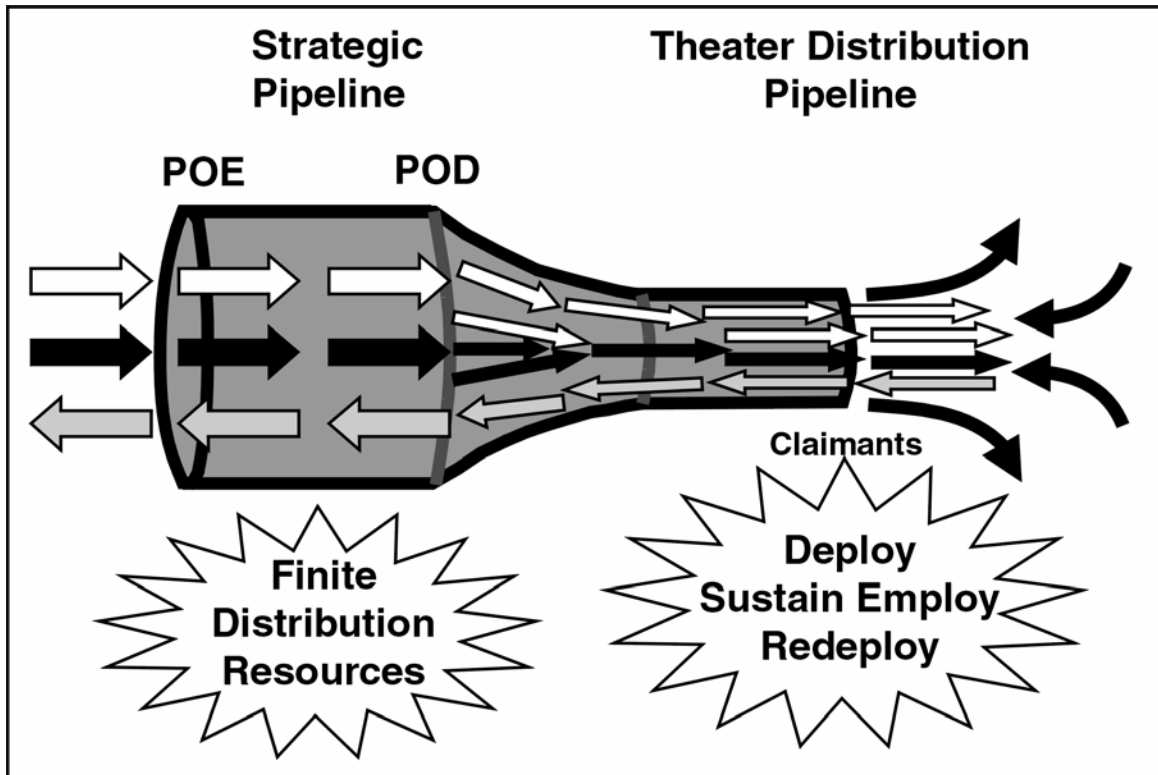 Strategic
Pipeline
Theater Distribution
Pipeline
POE
POD
Claimants
Finite
Distribution
Resources
Deploy
Sustain Employ
Redeploy